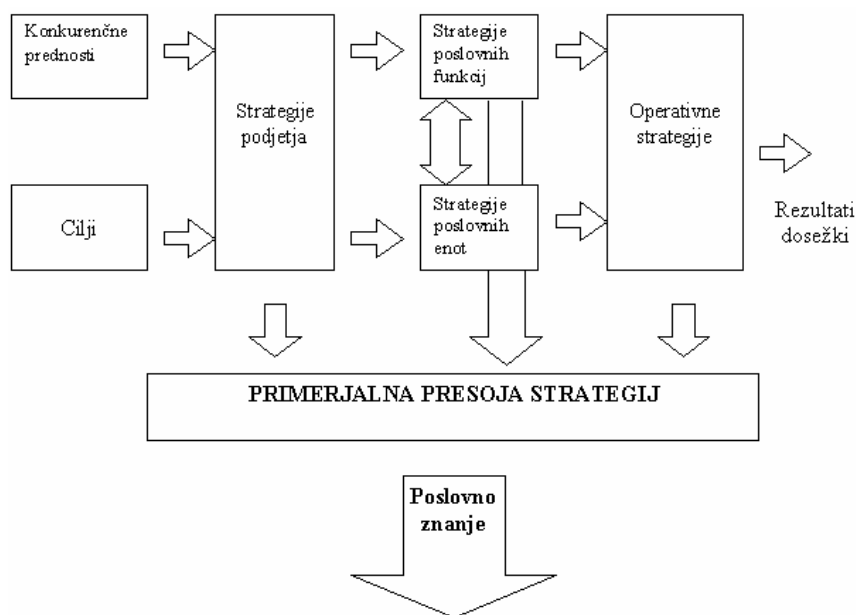 Konkurenčne
prednosti
Strategije
podjetja
Strategije
poslovnih
funkcij
Operativne
strategije
Cilji
Strategije
poslovnih
enot
Rezultati
dosežki
PRIMERJALNA PRESOJA STRATEGIJ
Poslovno
znanje